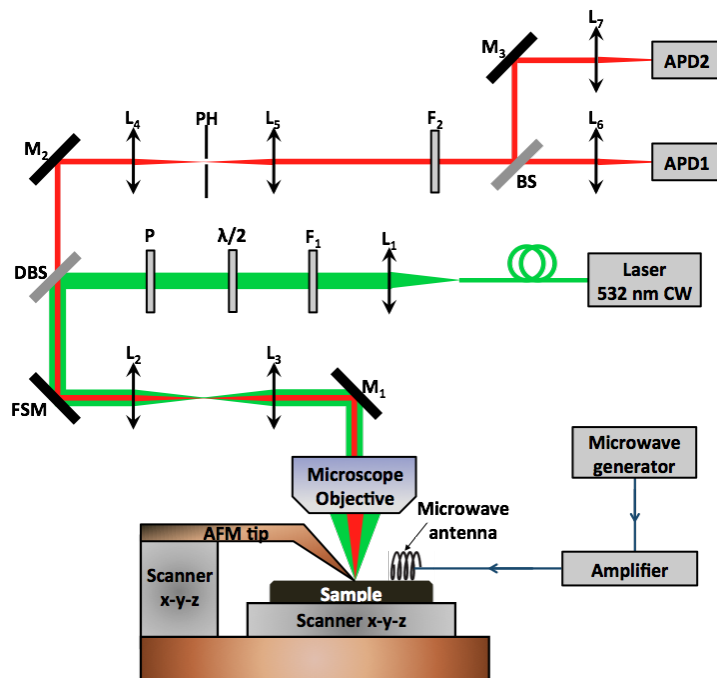 L7
M3
APD2
L4
PH
L5
F2
L6
M2
APD1
BS
P
λ/2
F1
L1
DBS
Laser
532 nm CW
L2
L3
M1
FSM
Microscope
Objective
Microwave
generator
Microwave
antenna
AFM tip
Scanner
x-y-z
Amplifier
Sample
Scanner x-y-z